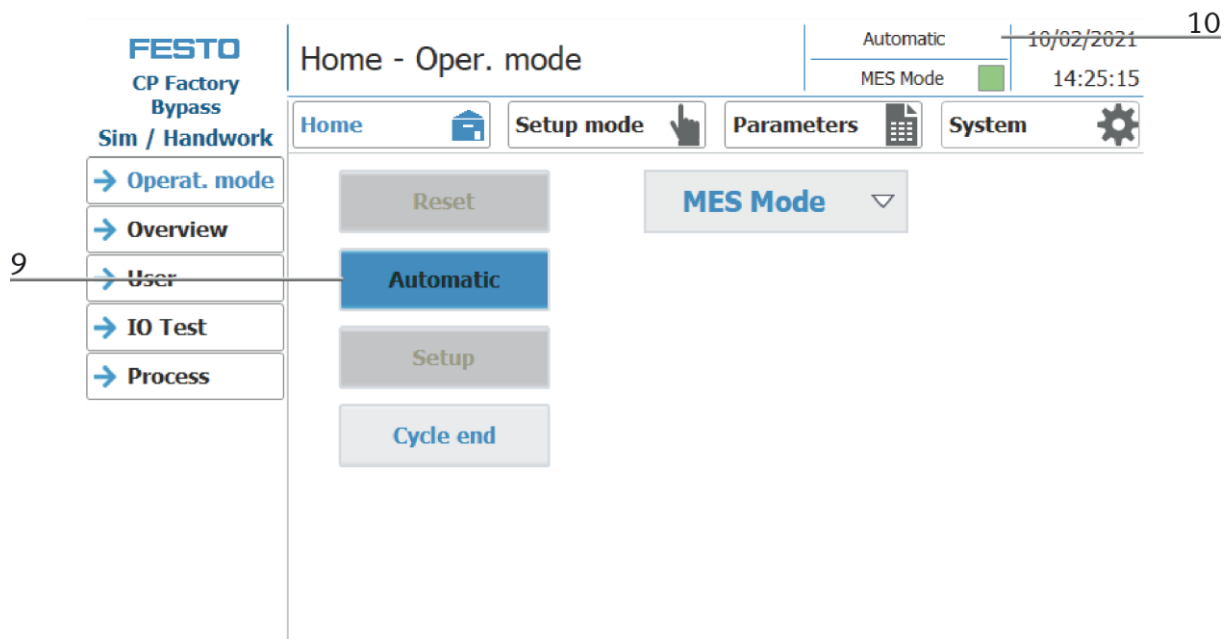 10
FESTO
CP Factory
Bypass
Sim / Handwork
Home - Oper. mode
Automatic
10/02/2021
MES Mode
14:25:15
Home
Setup mode
Parameters
System
Operat. mode
Overview
User
IO Test
Process
9
Reset
MES Mode
Automatic
Setup
Cycle end